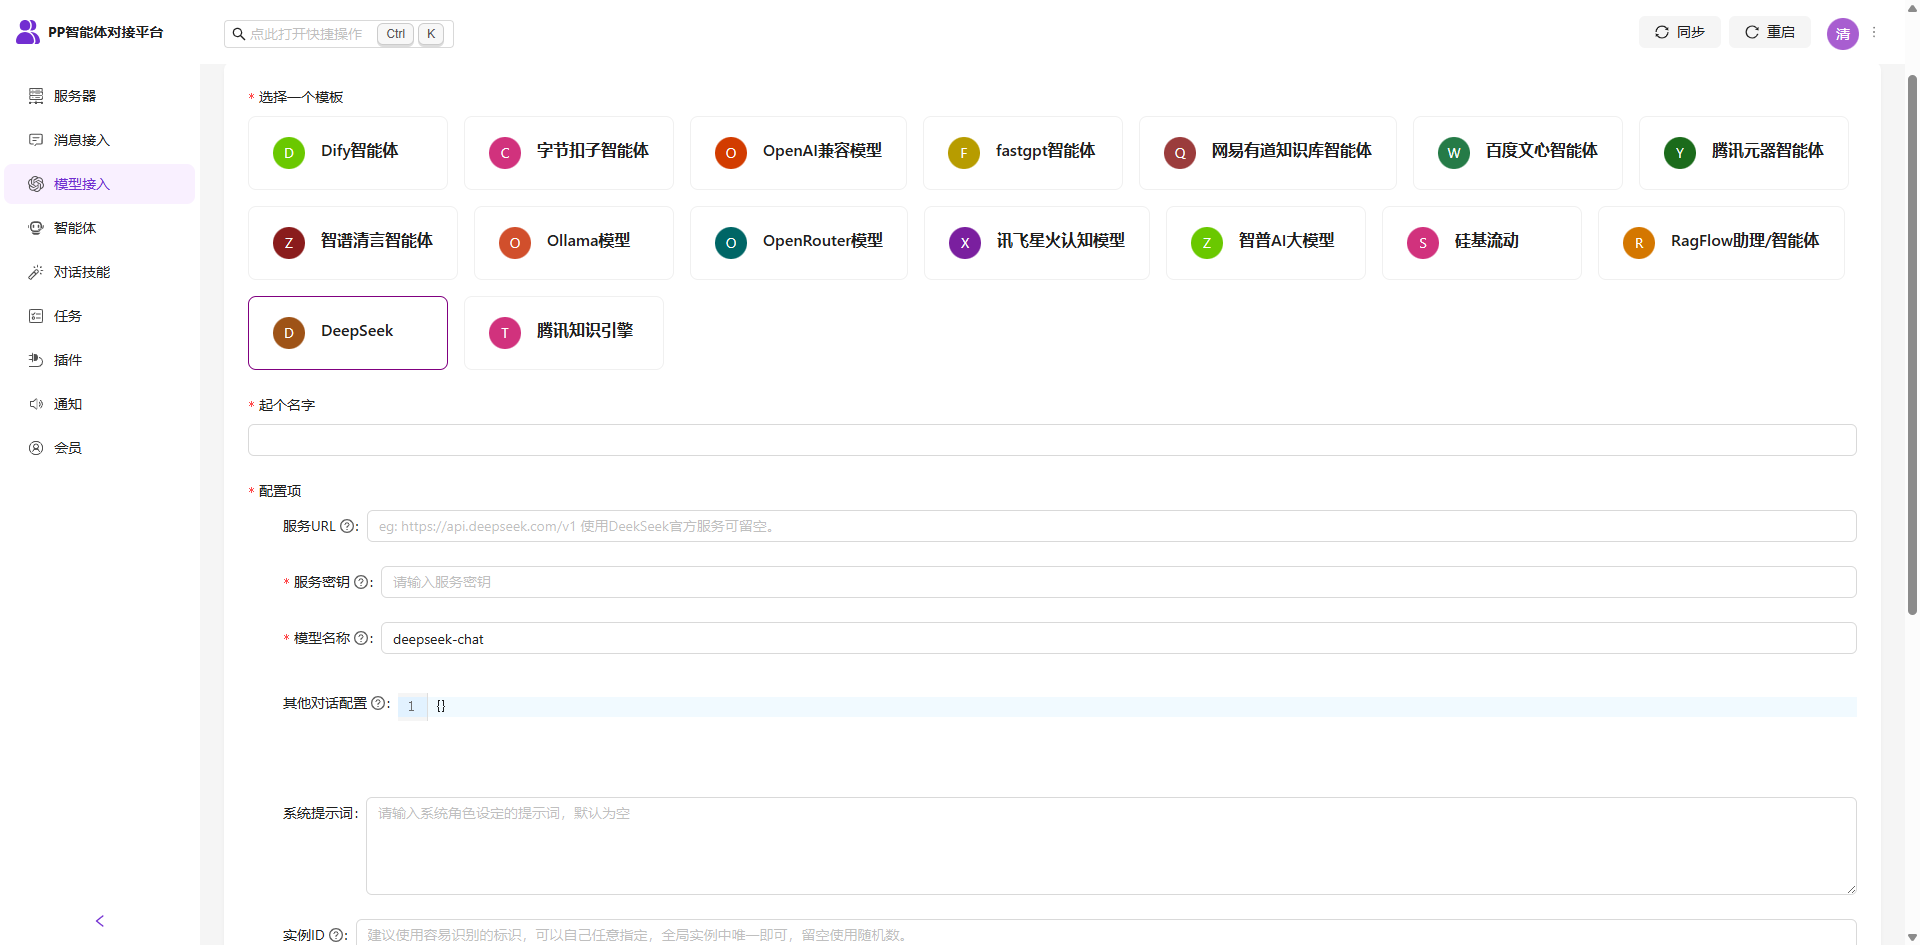 PP智能体对接平台
点此打开快捷操作 Ctrl K
同步
重启
清
服务器
消息接入
模型接入
智能体
对话技能
任务
插件
通知
会员
* 选择一个模板
D Dify智能体
C 字节扣子智能体
O OpenAI兼容模型
F fastgpt智能体
Q 网易有道知识库智能体
W 百度文心智能体
Y 腾讯元器智能体
Z 智谱清言智能体
O Ollama模型
O OpenRouter模型
X 讯飞星火认知模型
Z 智普AI大模型
S 硅基流动
R RagFlow助理/智能体
D DeepSeek
T 腾讯知识引擎
* 起个名字
* 配置项
服务URL ?: eg: https://api.deepseek.com/v1 使用DeekSeek官方服务可留空。
* 服务密钥 ?: 请输入服务密钥
* 模型名称 ?: deepseek-chat
其他对话配置 ?: 1 {}
系统提示词: 请输入系统角色设定的提示词，默认为空
实例ID ?: 建议使用容易识别的标识，可以自己任意指定，全局实例中唯一即可，留空使用随机数。